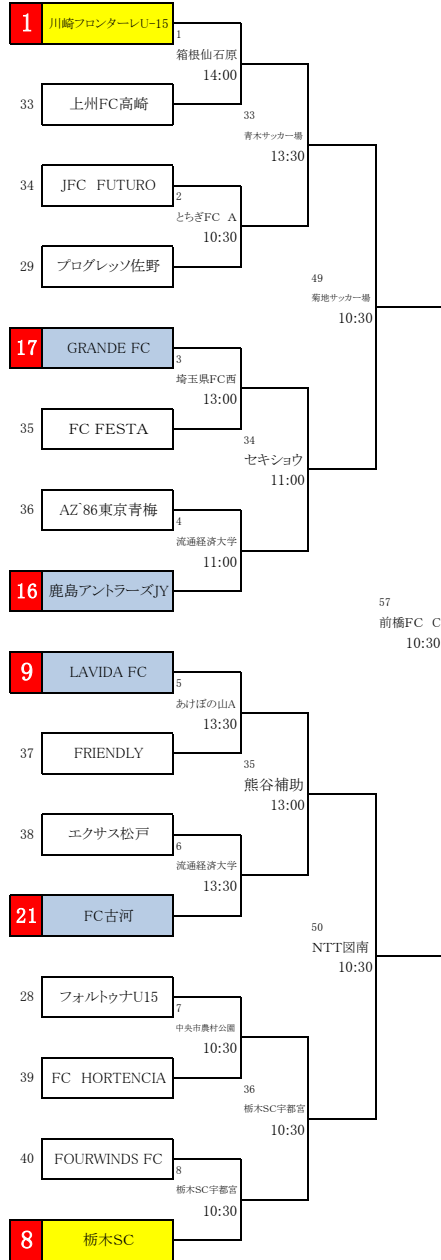 1 川崎フロンターレU-15
1
箱根仙石原
14:00
33 上州FC高崎
33
青木サッカー場
13:30
34 JFC FUTURO
2
とちぎFC A
10:30
29 プログレッソ佐野
49
菊地サッカー場
10:30
17 GRANDE FC
3
埼玉県FC西
13:00
35 FC FESTA
34
セキショウ
11:00
36 AZ`86東京青梅
4
流通経済大学
11:00
16 鹿島アントラーズJY
57
前橋FC C
10:30
9 LAVIDA FC
5
あけぼの山A
13:30
37 FRIENDLY
35
熊谷補助
13:00
38 エクサス松戸
6
流通経済大学
13:30
21 FC古河
50
NTT図南
10:30
28 フォルトゥナU15
7
中央市農村公園
10:30
39 FC HORTENCIA
36
栃木SC宇都宮
10:30
40 FOURWINDS FC
8
栃木SC宇都宮
10:30
8 栃木SC